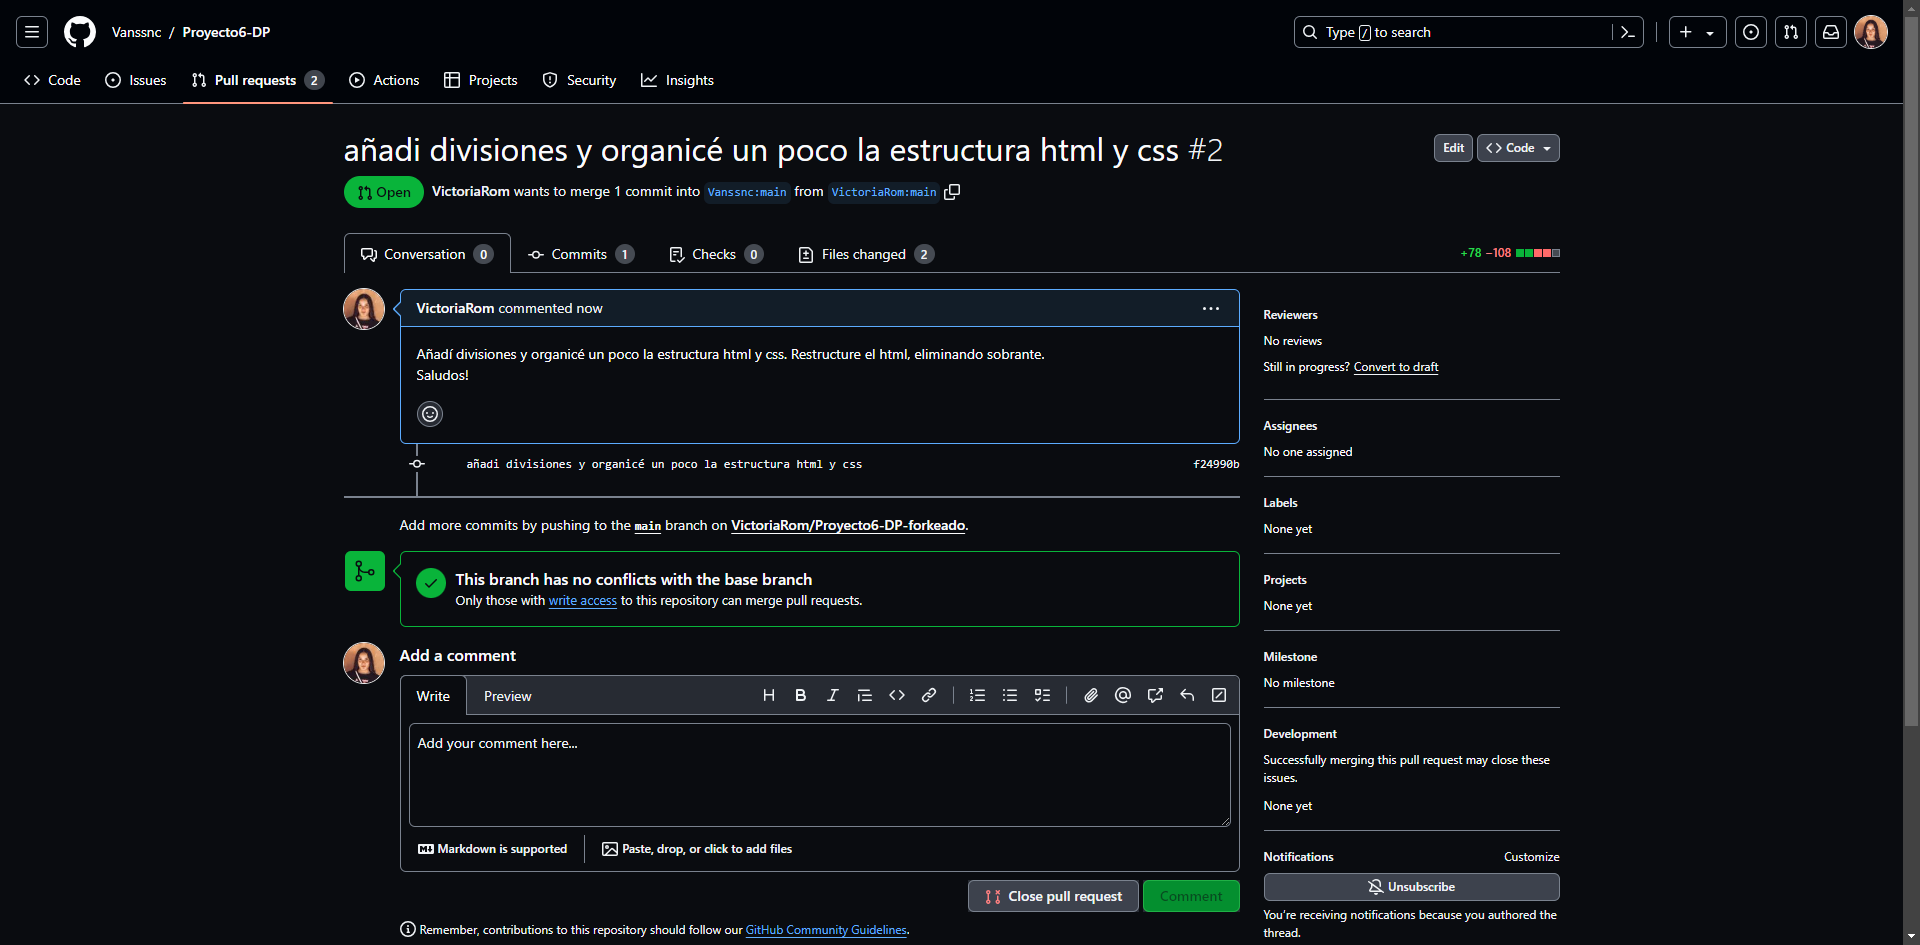 Vanssnc / Proyecto6-DP
Type / to search
Code Issues Pull requests 2 Actions Projects Security Insights
añadi divisiones y organicé un poco la estructura html y css #2
Edit Code
Open VictoriaRom wants to merge 1 commit into Vanssnc:main from VictoriaRom:main
Conversation 0 Commits 1 Checks 0 Files changed 2
+78 −108
VictoriaRom commented now
Añadí divisiones y organicé un poco la estructura html y css. Restructure el html, eliminando sobrante.
Saludos!
añadi divisiones y organicé un poco la estructura html y css f24990b
Add more commits by pushing to the main branch on VictoriaRom/Proyecto6-DP-forkeado.
This branch has no conflicts with the base branch
Only those with write access to this repository can merge pull requests.
Add a comment
Write Preview
Add your comment here...
Markdown is supported Paste, drop, or click to add files
Close pull request Comment
Remember, contributions to this repository should follow our GitHub Community Guidelines.
Reviewers
No reviews
Still in progress? Convert to draft
Assignees
No one assigned
Labels
None yet
Projects
None yet
Milestone
No milestone
Development
Successfully merging this pull request may close these
issues.
None yet
Notifications Customize
Unsubscribe
You're receiving notifications because you authored the
thread.